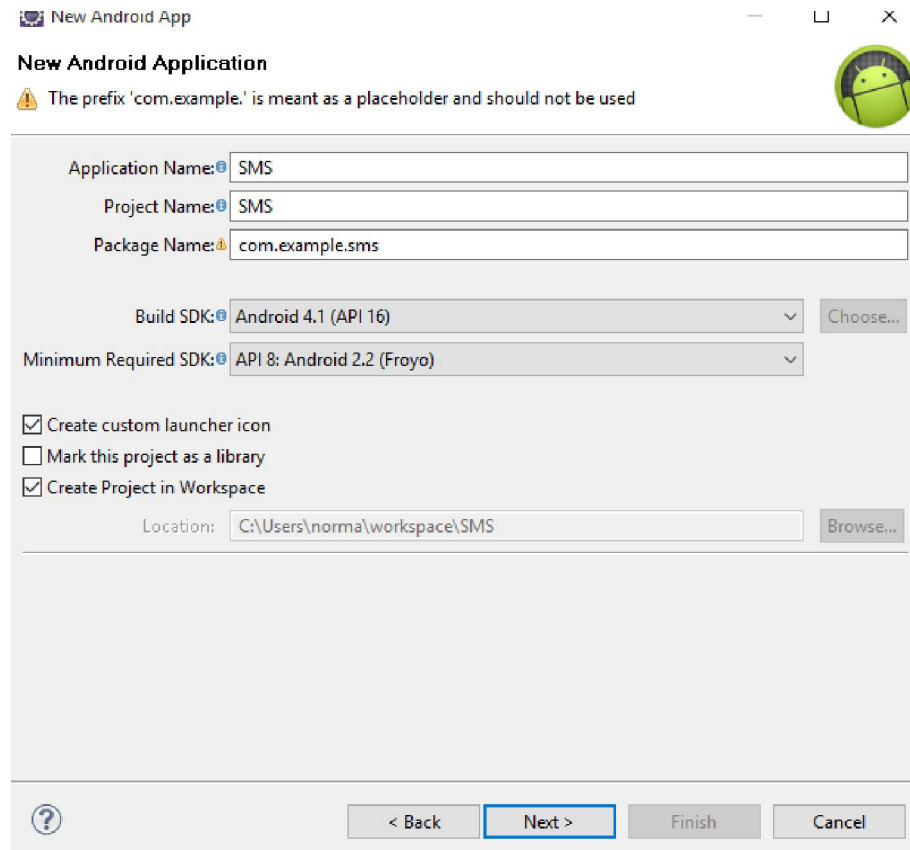 New Android App
New Android Application
The prefix 'com.example.' is meant as a placeholder and should not be used
Application Name: SMS
Project Name: SMS
Package Name: com.example.sms
Build SDK: Android 4.1 (API 16) Choose...
Minimum Required SDK: API 8: Android 2.2 (Froyo)
Create custom launcher icon
Mark this project as a library
Create Project in Workspace
Location: C:\Users\norma\workspace\SMS Browse...
? < Back Next > Finish Cancel